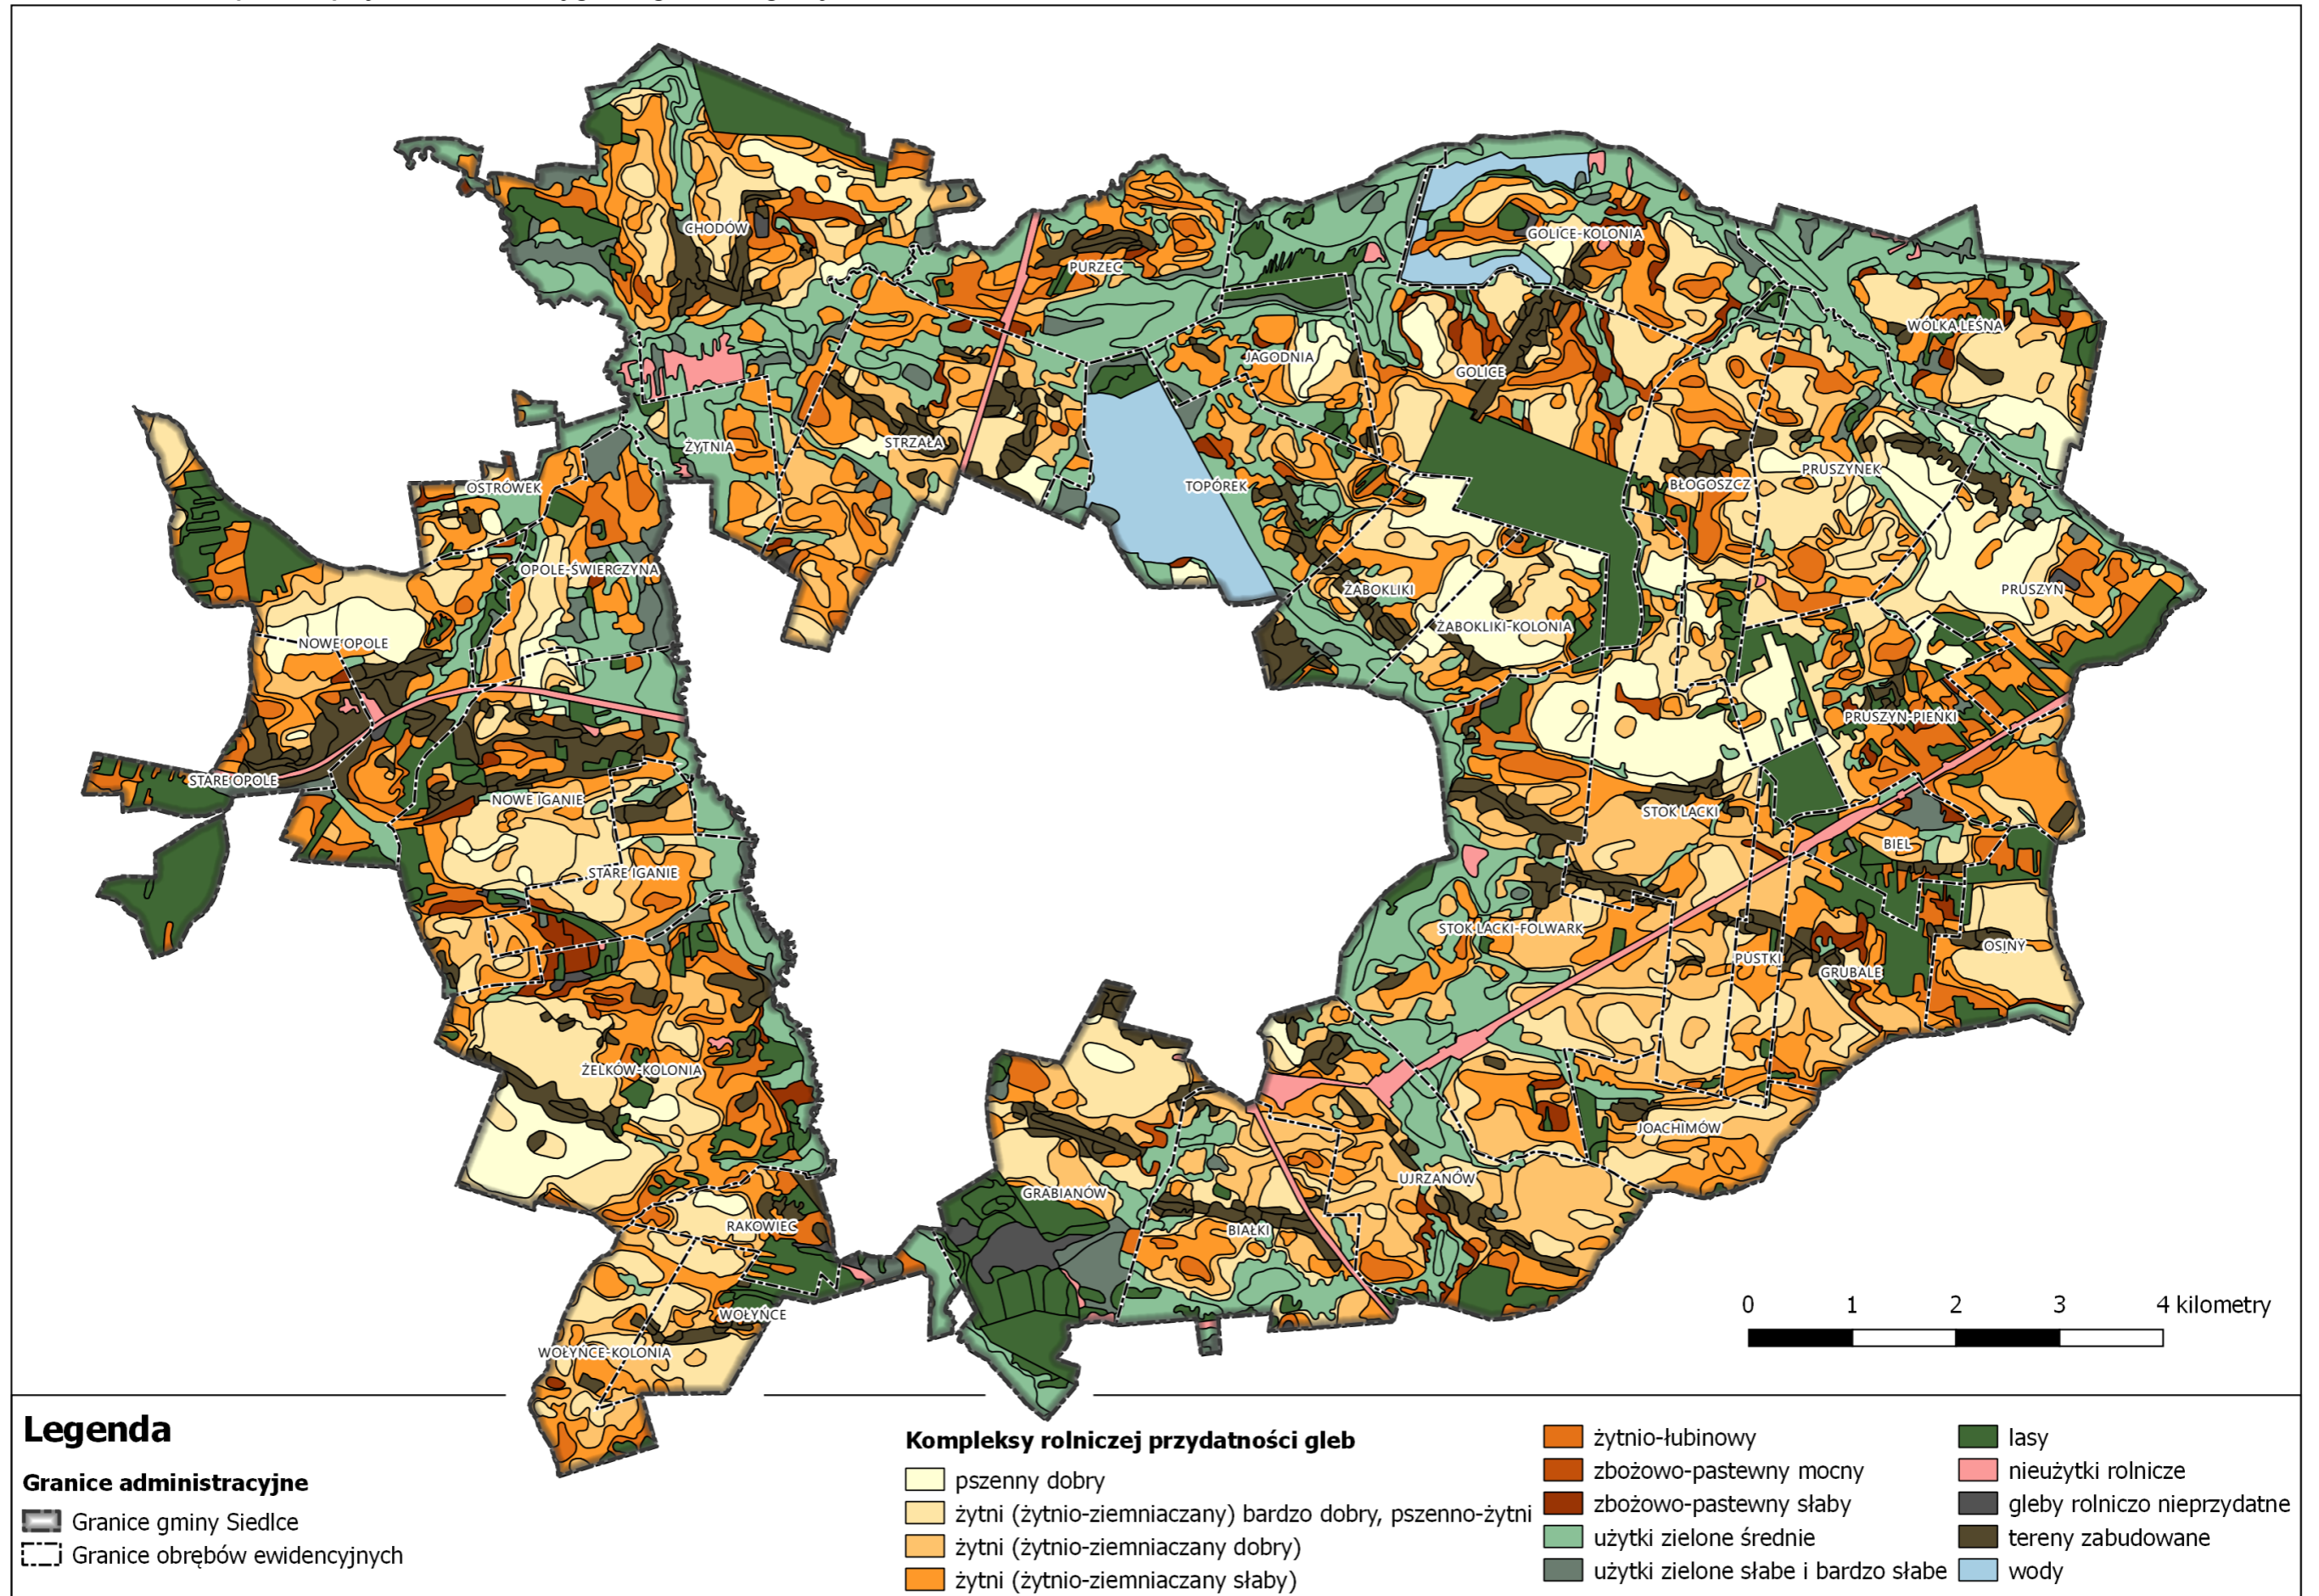 CHODÓW
GOLICE-KOLONIA
PURZEC
WÓLKA LEŚNA
JAGODNIA
GOLICE
ŻYTNIA
STRZAŁA
PRUSZYNEK
OSTRÓWEK
TOPÓREK
BŁOGOSZCZ
OPOLE-ŚWIERCZYNA
ŻABOKLIKI
PRUSZYN
ŻABOKLIKI-KOLONIA
NOWE OPOLE
PRUSZYN-PIEŃKI
STARE OPOLE
NOWE IGANIE
STOK LACKI
BIEL
STARE IGANIE
STOK LACKI-FOLWARK
OSINY
PUSTKI
GRUBALE
ŻELKÓW-KOLONIA
JOACHIMÓW
UJRZANÓW
GRABIANÓW
RAKOWIEC
BIAŁKI
WOŁYŃCE
WOŁYŃCE-KOLONIA
0 1 2 3 4 kilometry
Legenda
Granice administracyjne
Granice gminy Siedlce
Granice obrębów ewidencyjnych
Kompleksy rolniczej przydatności gleb
pszenny dobry
żytni (żytnio-ziemniaczany) bardzo dobry, pszenno-żytni
żytni (żytnio-ziemniaczany dobry)
żytni (żytnio-ziemniaczany słaby)
żytnio-łubinowy
zbożowo-pastewny mocny
zbożowo-pastewny słaby
użytki zielone średnie
użytki zielone słabe i bardzo słabe
lasy
nieużytki rolnicze
gleby rolniczo nieprzydatne
tereny zabudowane
wody